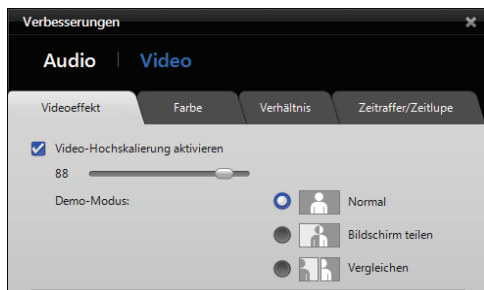 Verbesserungen
Audio Video
Videoeffekt Farbe Verhältnis Zeitraffer/Zeitlupe
Video-Hochskalierung aktivieren
88
Demo-Modus: Normal
Bildschirm teilen
Vergleichen